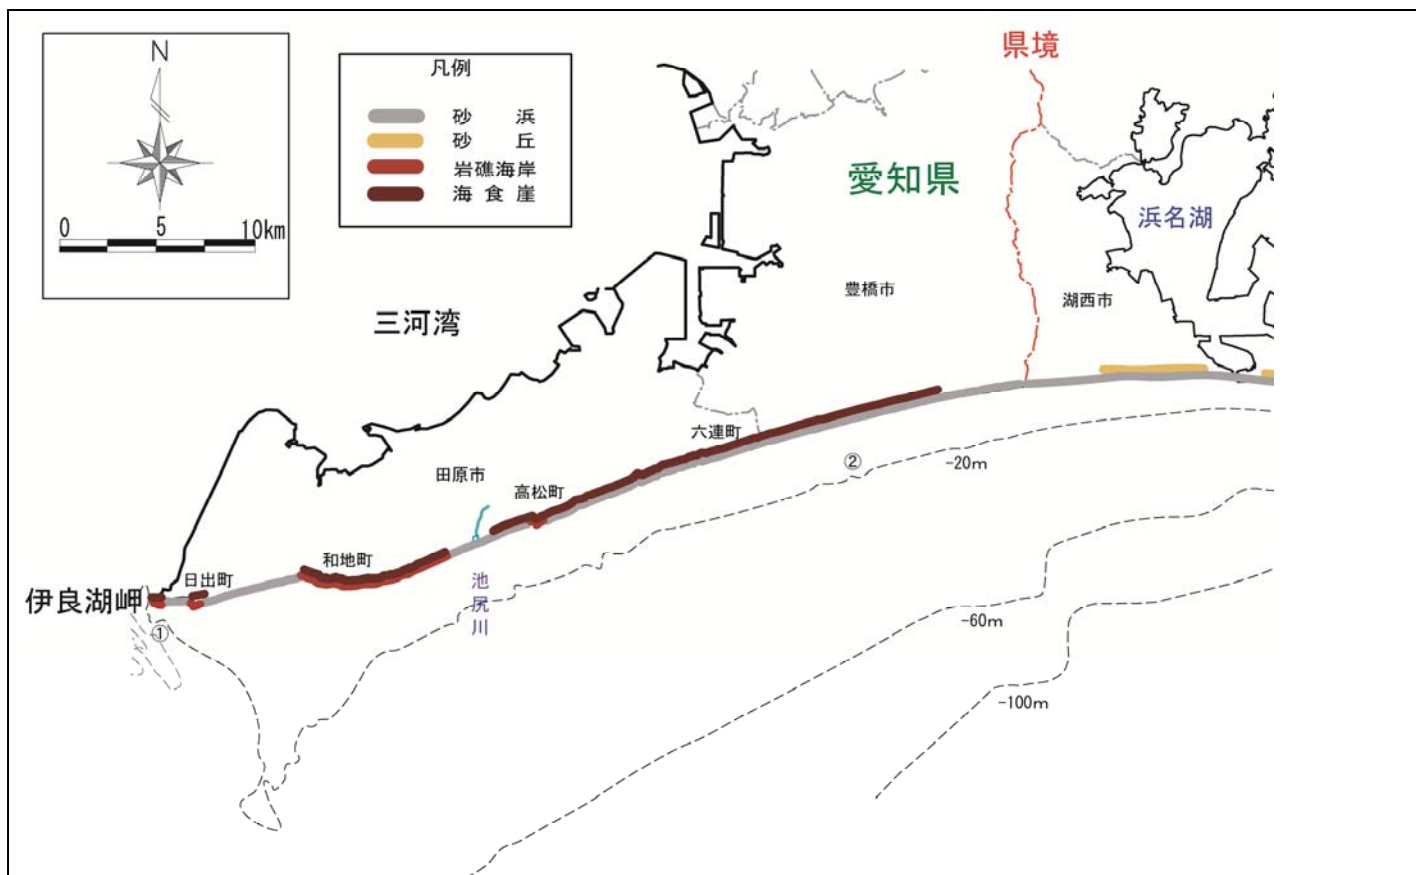 N
0 5 10km
凡例
砂 浜
砂 丘
岩礁海岸
海 食 崖
県境
愛知県
浜名湖
三河湾
豊橋市
湖西市
六連町
田原市
高松町
②
-20m
和地町
日出町
伊良湖岬
池尻川
①
-60m
-100m